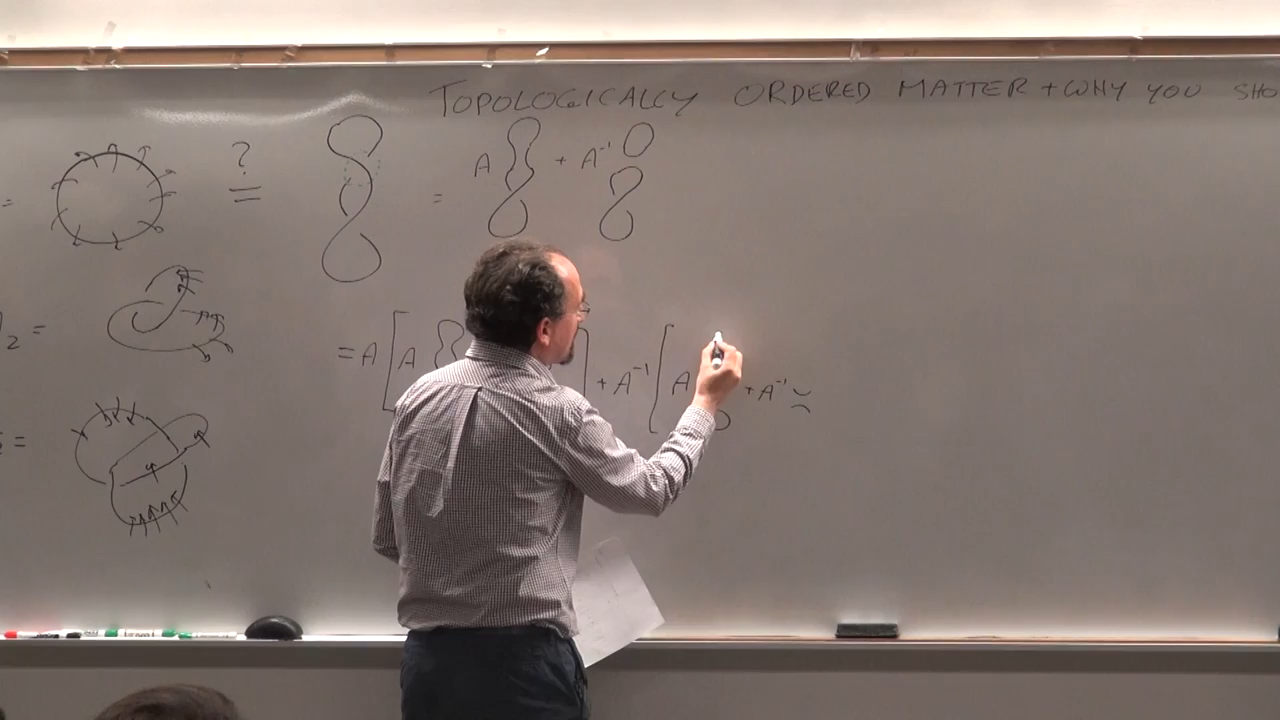 TOPOLOGICALLY ORDERED MATTER + WHY YOU SHO
= ? = = A + A⁻¹
2 =
= A [ A ] + A⁻¹ [ A + A⁻¹
=